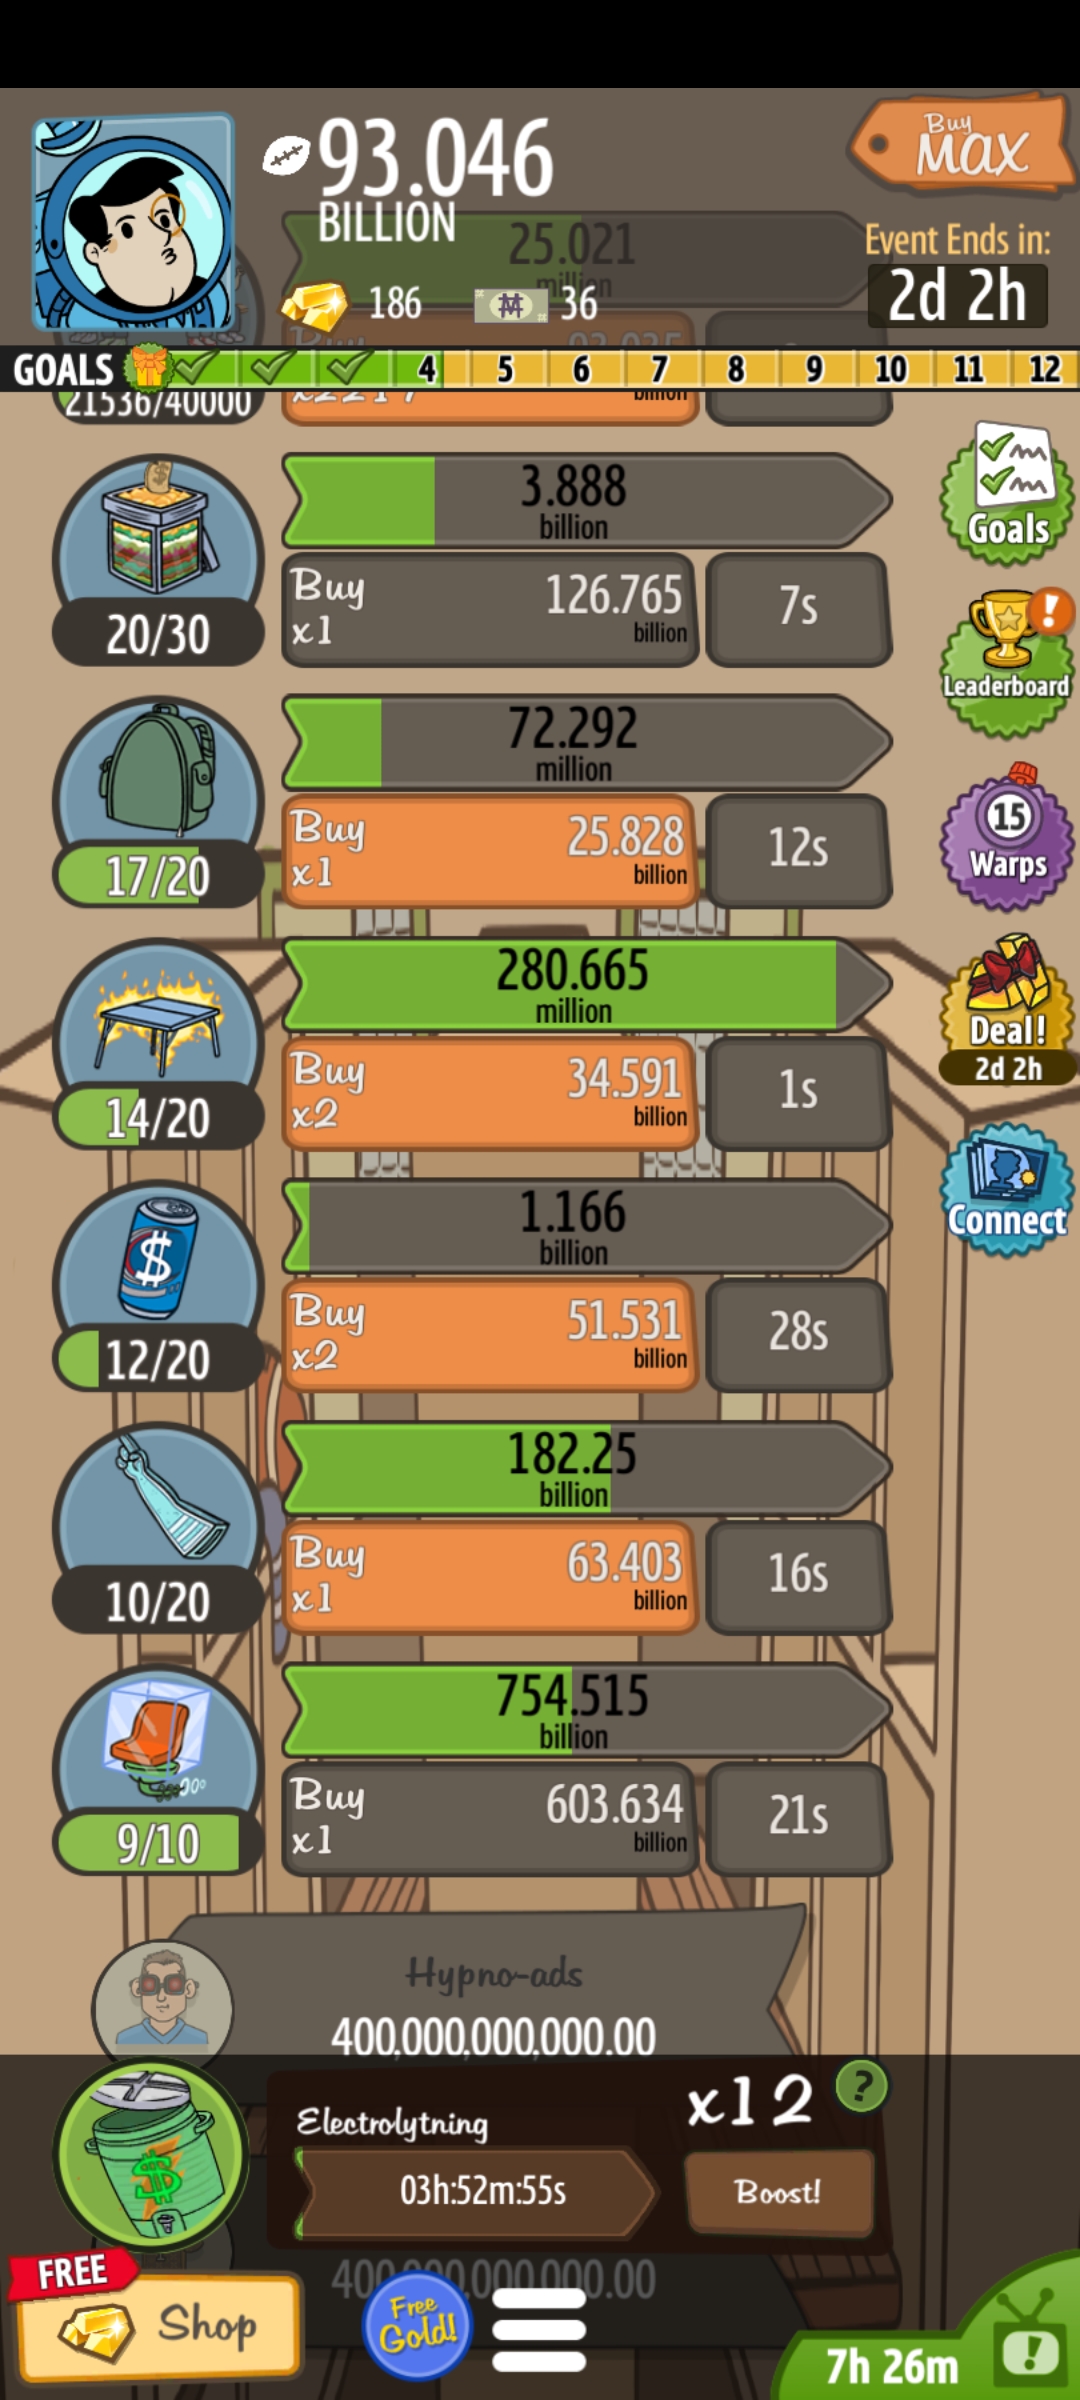 93.046
BILLION
Buy
MAX
25.021
million
Event Ends in:
2d 2h
186
36
GOALS 4 5 6 7 8 9 10 11 12
21536/40000
billion
3.888
billion
Buy
x1
126.765
billion
7s
20/30
Goals
Leaderboard
72.292
million
Buy
x1
25.828
billion
12s
17/20
15
Warps
280.665
million
Buy
x2
34.591
billion
1s
14/20
Deal!
2d 2h
1.166
billion
Buy
x2
51.531
billion
28s
12/20
Connect
182.25
billion
Buy
x1
63.403
billion
16s
10/20
754.515
billion
Buy
x1
603.634
billion
21s
9/10
Hypno-ads
400,000,000,000.00
Electrolytning
x12
?
03h:52m:55s
Boost!
FREE
Shop
Free
Gold!
7h 26m